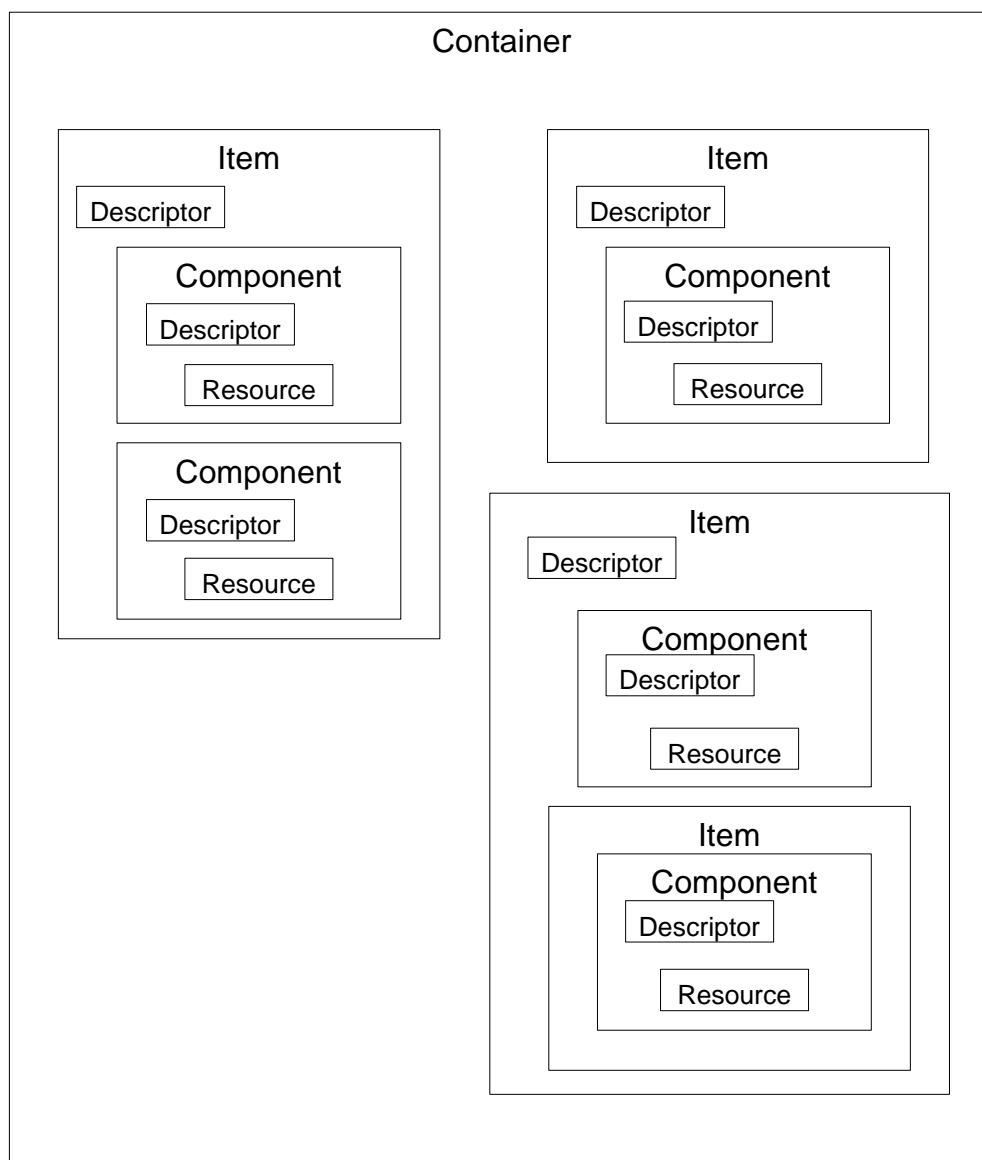 Container
Item
Descriptor
Component
Descriptor
Resource
Component
Descriptor
Resource
Item
Descriptor
Component
Descriptor
Resource
Item
Descriptor
Component
Descriptor
Resource
Item
Component
Descriptor
Resource